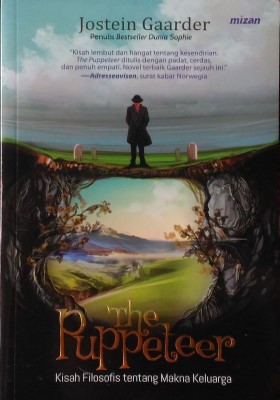 Jostein Gaarder
mizan
Penulis Bestseller Dunia Sophie
"Kisah lembut dan hangat tentang kesendirian.
The Puppeteer ditulis dengan padat, cerdas,
dan penuh empati. Novel terbaik Gaarder sejauh ini."
—Adresseavisen, surat kabar Norwegia
The
Puppeteer
Kisah Filosofis tentang Makna Keluarga